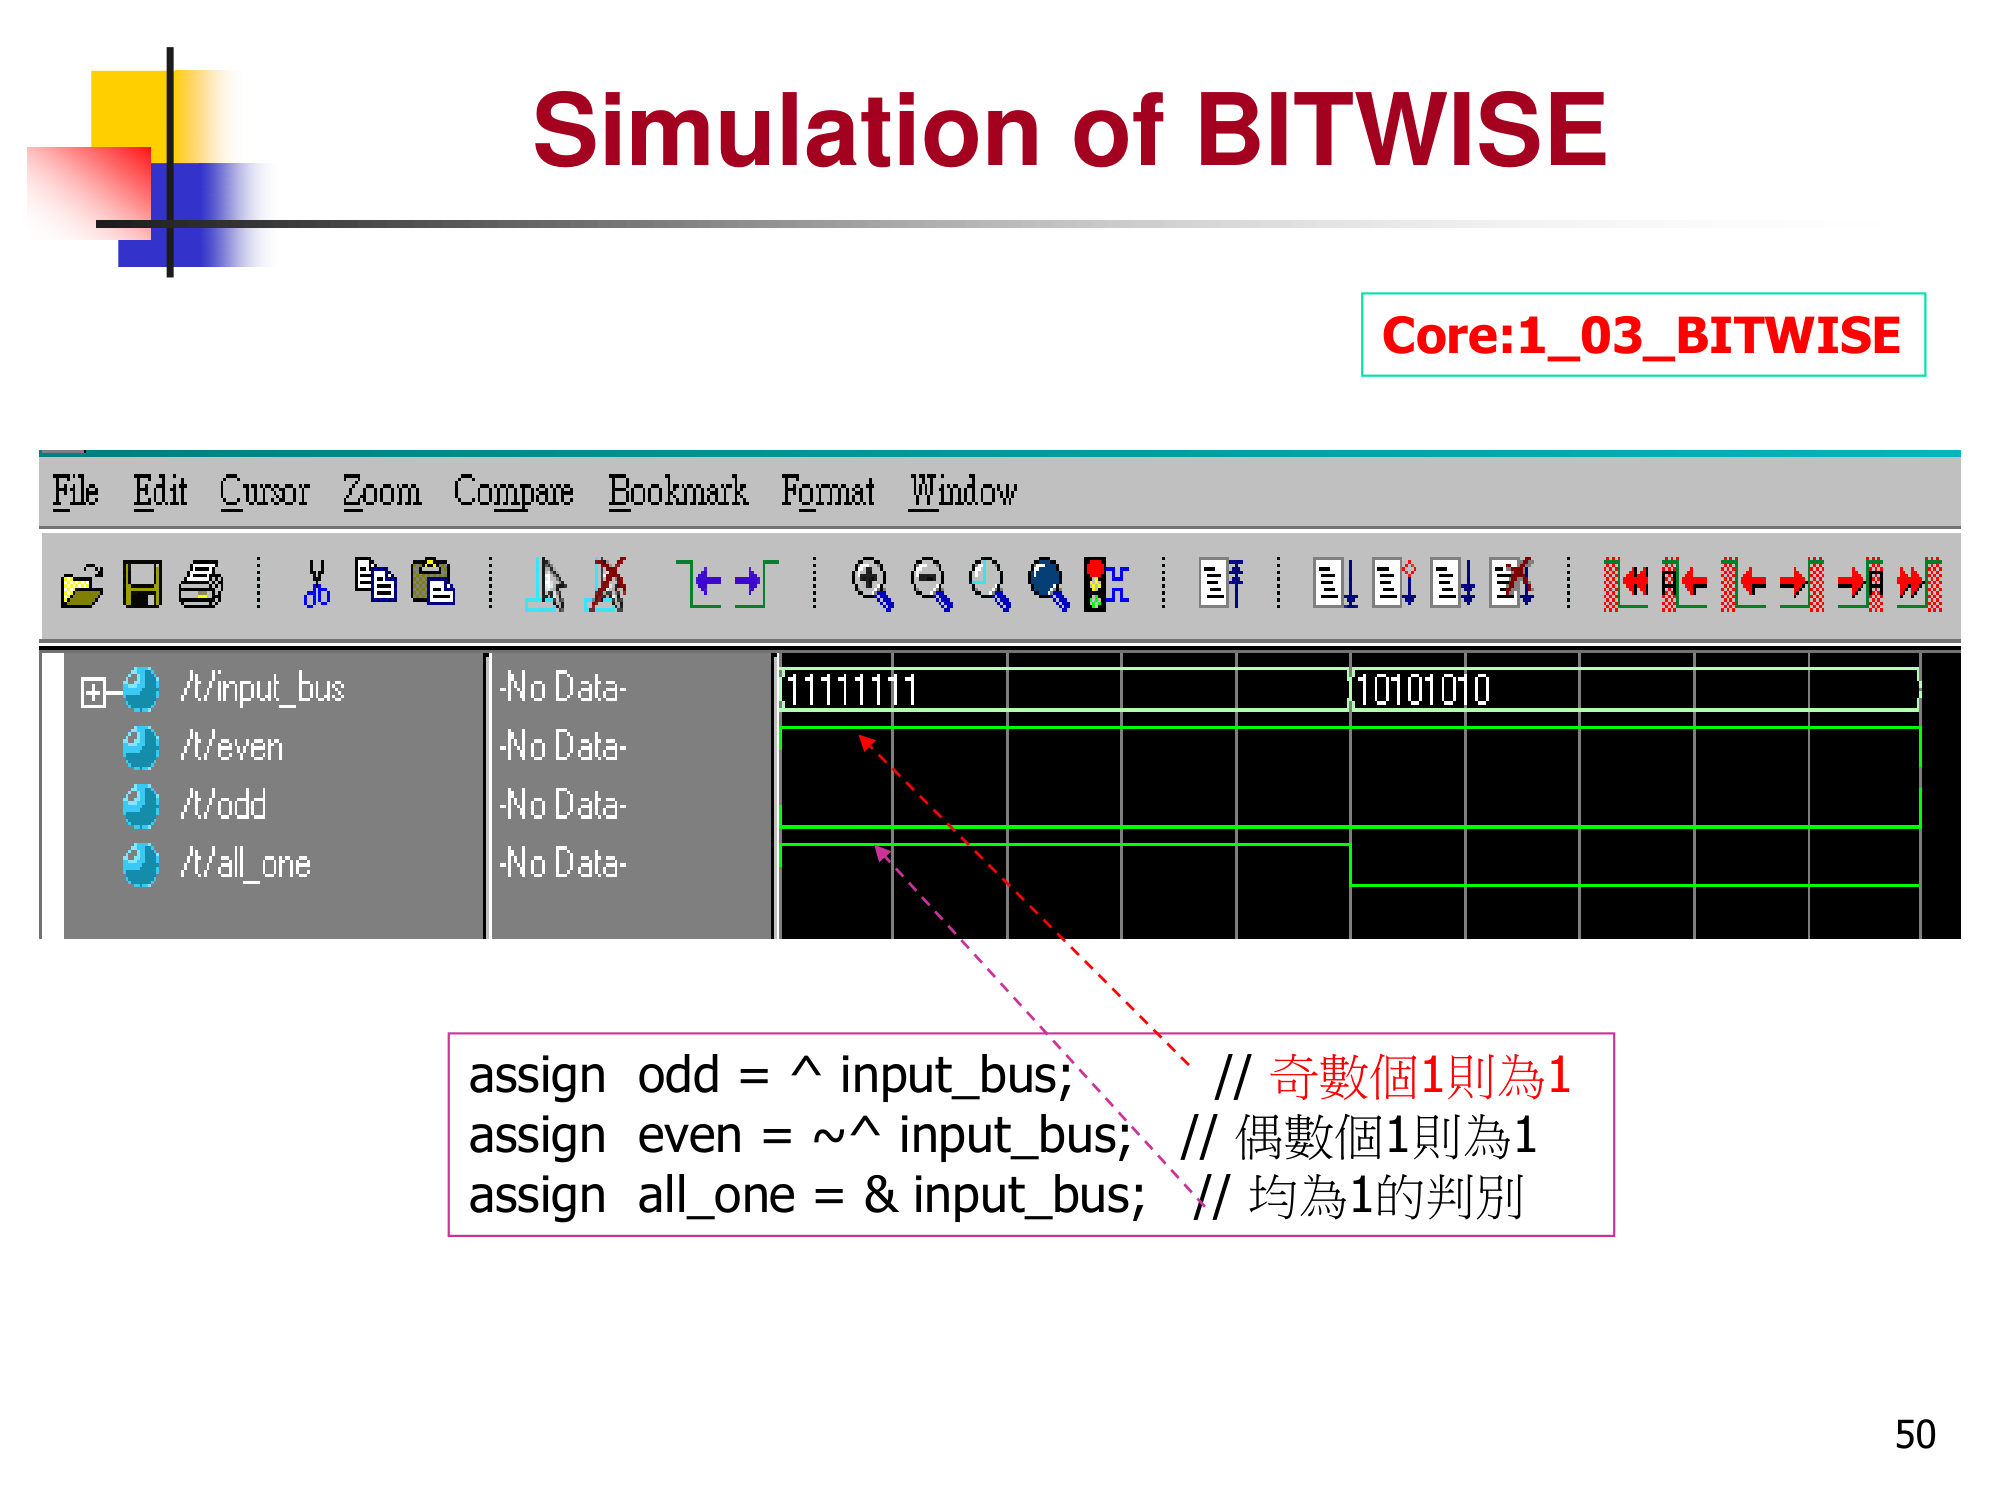 Simulation of BITWISE
Core:1_03_BITWISE
File Edit Cursor Zoom Compare Bookmark Format Window
/t/input_bus -No Data- 11111111 10101010
/t/even -No Data-
/t/odd -No Data-
/t/all_one -No Data-
assign odd = ^ input_bus; // 奇數個1則為1
assign even = ~^ input_bus; // 偶數個1則為1
assign all_one = & input_bus; // 均為1的判別
50